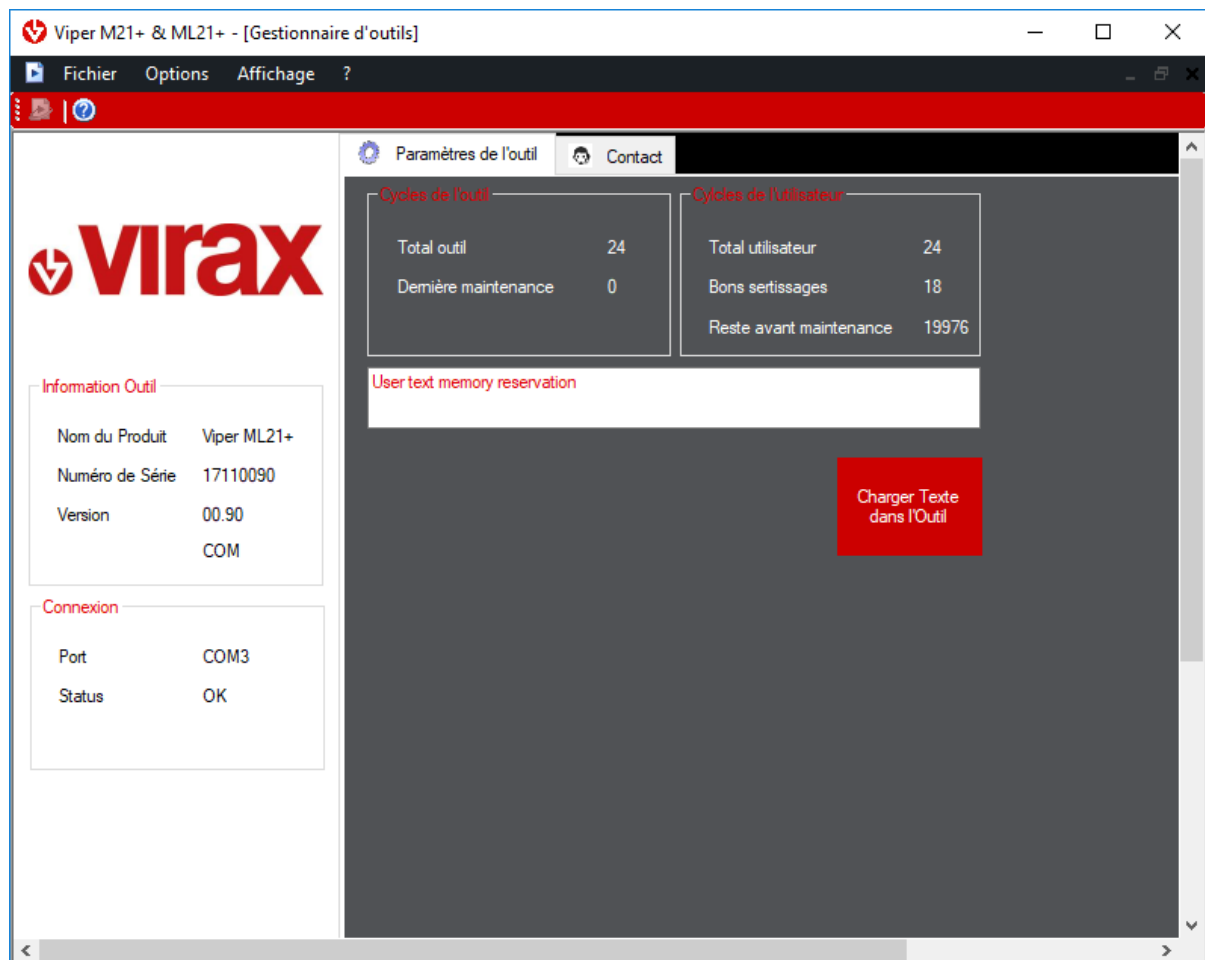 Viper M21+ & ML21+ - [Gestionnaire d'outils]
Fichier Options Affichage ?
Paramètres de l'outil Contact
virax
Cycles de l'outil
Total outil 24
Dernière maintenance 0
Cylcles de l'utilisateur
Total utilisateur 24
Bons sertissages 18
Reste avant maintenance 19976
User text memory reservation
Charger Texte
dans l'Outil
Information Outil
Nom du Produit Viper ML21+
Numéro de Série 17110090
Version 00.90
COM
Connexion
Port COM3
Status OK